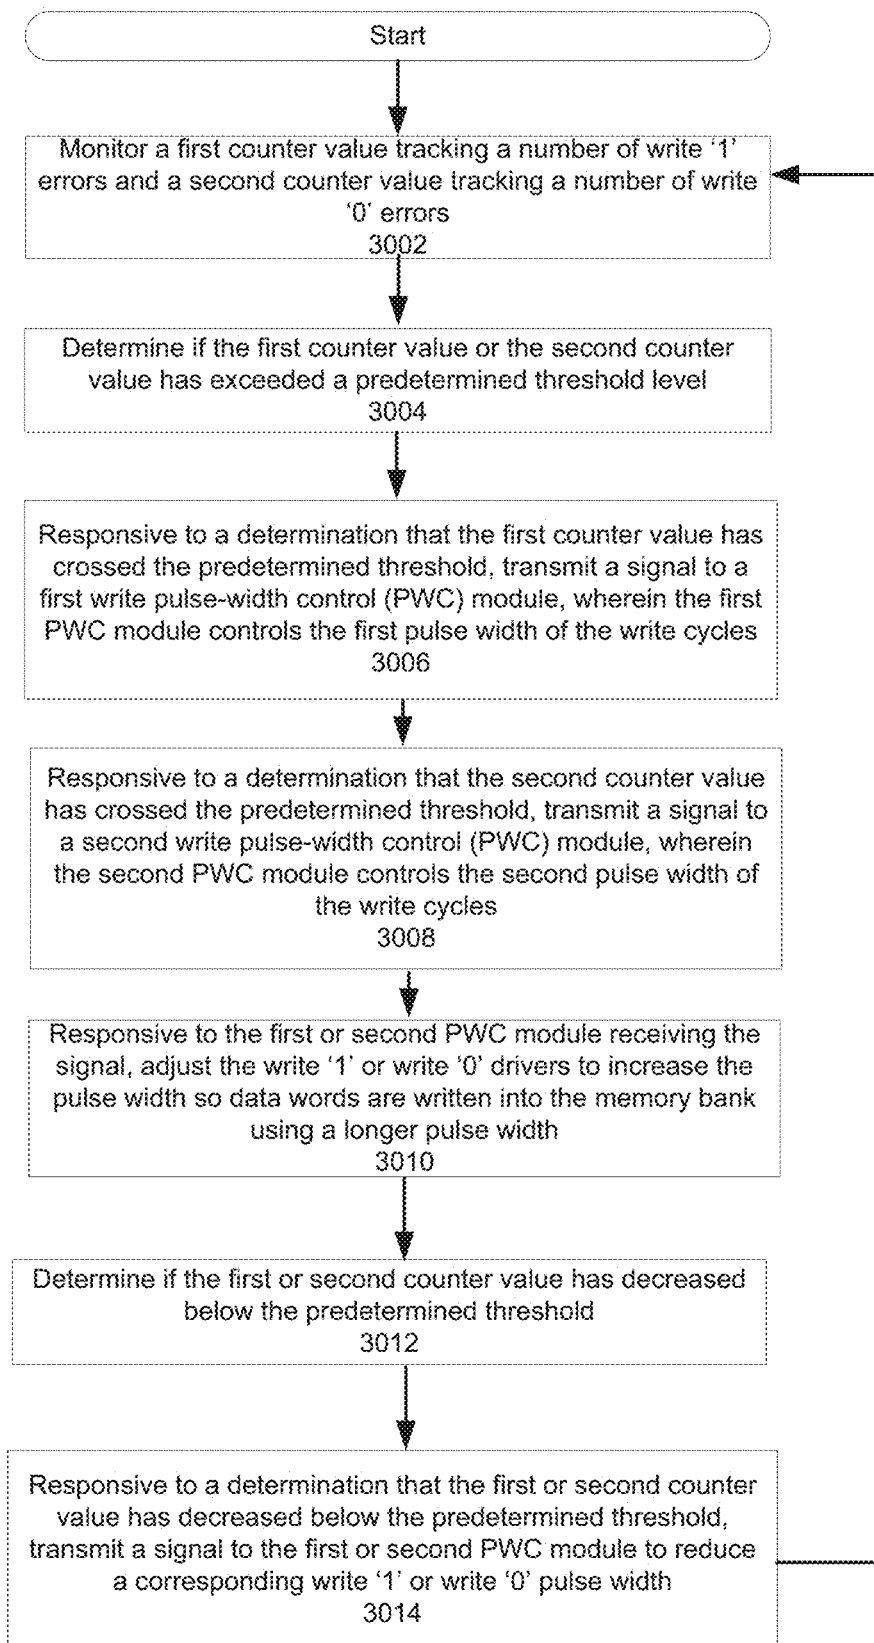 Start
Monitor a first counter value tracking a number of write ‘1’
errors and a second counter value tracking a number of write
‘0’ errors
3002
Determine if the first counter value or the second counter
value has exceeded a predetermined threshold level
3004
Responsive to a determination that the first counter value has
crossed the predetermined threshold, transmit a signal to a
first write pulse-width control (PWC) module, wherein the first
PWC module controls the first pulse width of the write cycles
3006
Responsive to a determination that the second counter value
has crossed the predetermined threshold, transmit a signal to
a second write pulse-width control (PWC) module, wherein
the second PWC module controls the second pulse width of
the write cycles
3008
Responsive to the first or second PWC module receiving the
signal, adjust the write ‘1’ or write ‘0’ drivers to increase the
pulse width so data words are written into the memory bank
using a longer pulse width
3010
Determine if the first or second counter value has decreased
below the predetermined threshold
3012
Responsive to a determination that the first or second counter
value has decreased below the predetermined threshold,
transmit a signal to the first or second PWC module to reduce
a corresponding write ‘1’ or write ‘0’ pulse width
3014